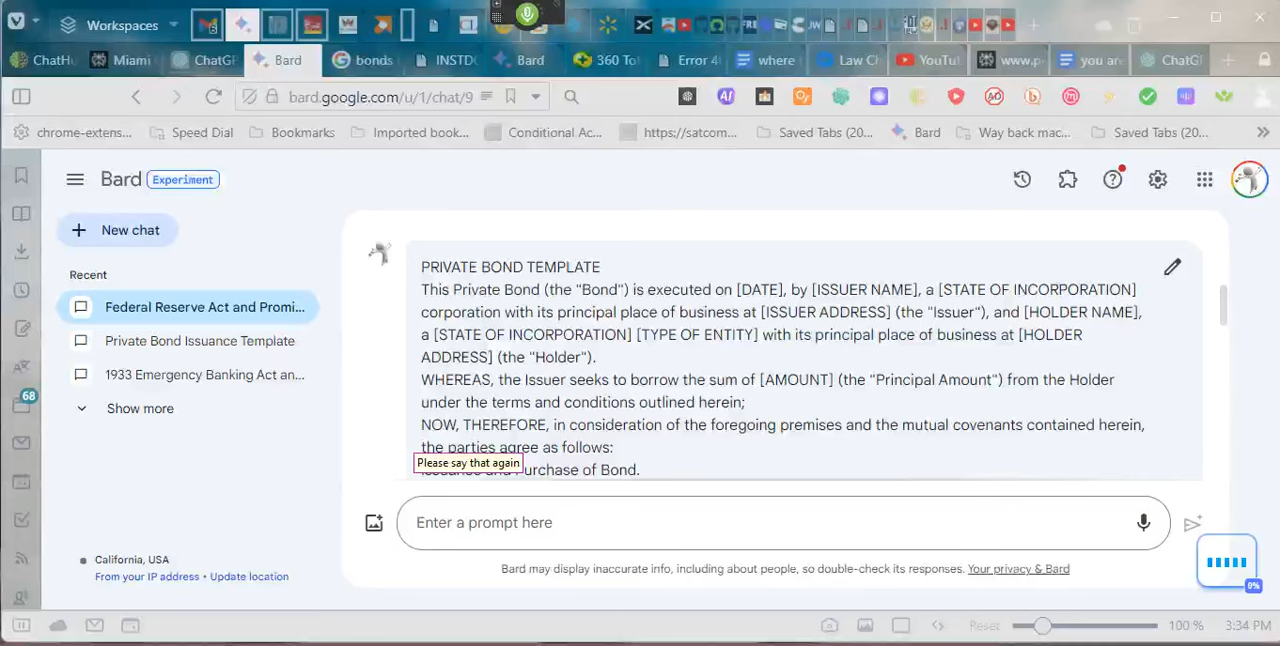 Workspaces
ChatHu
Miami
ChatGP
Bard
bonds
INSTDC
Bard
360 Tot
Error 4
where
Law Cl
YouTul
www.p
you are
ChatGl
bard.google.com/u/1/chat/9
chrome-extens...
Speed Dial
Bookmarks
Imported book...
Conditional Ac...
https://satcom...
Saved Tabs (20...
Bard
Way back mac...
Saved Tabs (20...
Bard Experiment
New chat
Recent
Federal Reserve Act and Promi...
Private Bond Issuance Template
1933 Emergency Banking Act an...
Show more
68
California, USA
From your IP address • Update location
PRIVATE BOND TEMPLATE
This Private Bond (the "Bond") is executed on [DATE], by [ISSUER NAME], a [STATE OF INCORPORATION]
corporation with its principal place of business at [ISSUER ADDRESS] (the "Issuer"), and [HOLDER NAME],
a [STATE OF INCORPORATION] [TYPE OF ENTITY] with its principal place of business at [HOLDER
ADDRESS] (the "Holder").
WHEREAS, the Issuer seeks to borrow the sum of [AMOUNT] (the "Principal Amount") from the Holder
under the terms and conditions outlined herein;
NOW, THEREFORE, in consideration of the foregoing premises and the mutual covenants contained herein,
the parties agree as follows:
Please say that again
Purchase of Bond.
Enter a prompt here
Bard may display inaccurate info, including about people, so double-check its responses. Your privacy & Bard
0%
Reset
100 %
3:34 PM